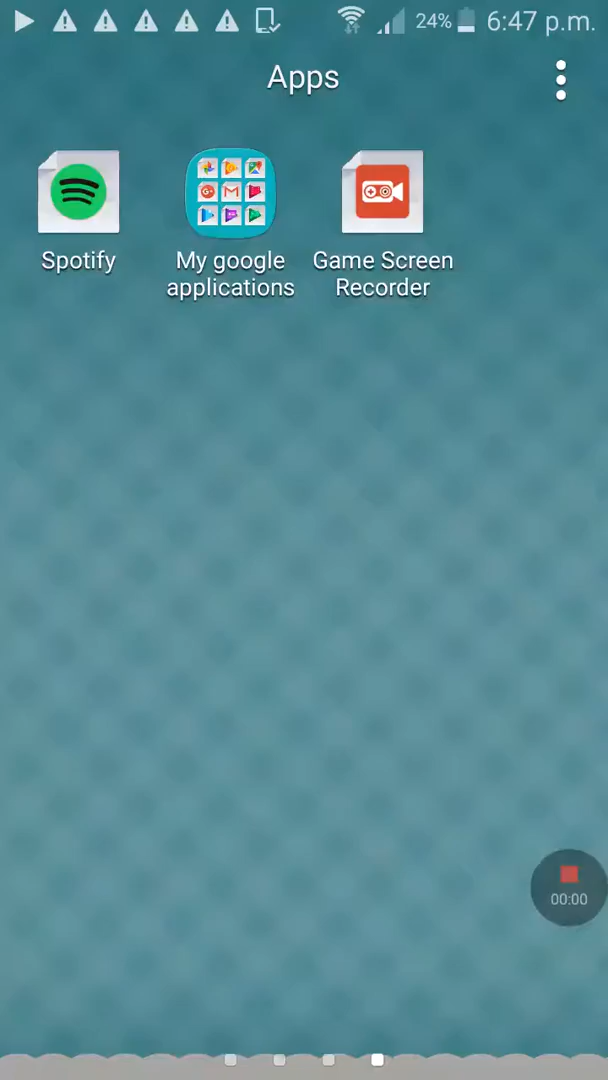 24% 6:47 p.m.
Apps
Spotify
My google
applications
Game Screen
Recorder
00:00